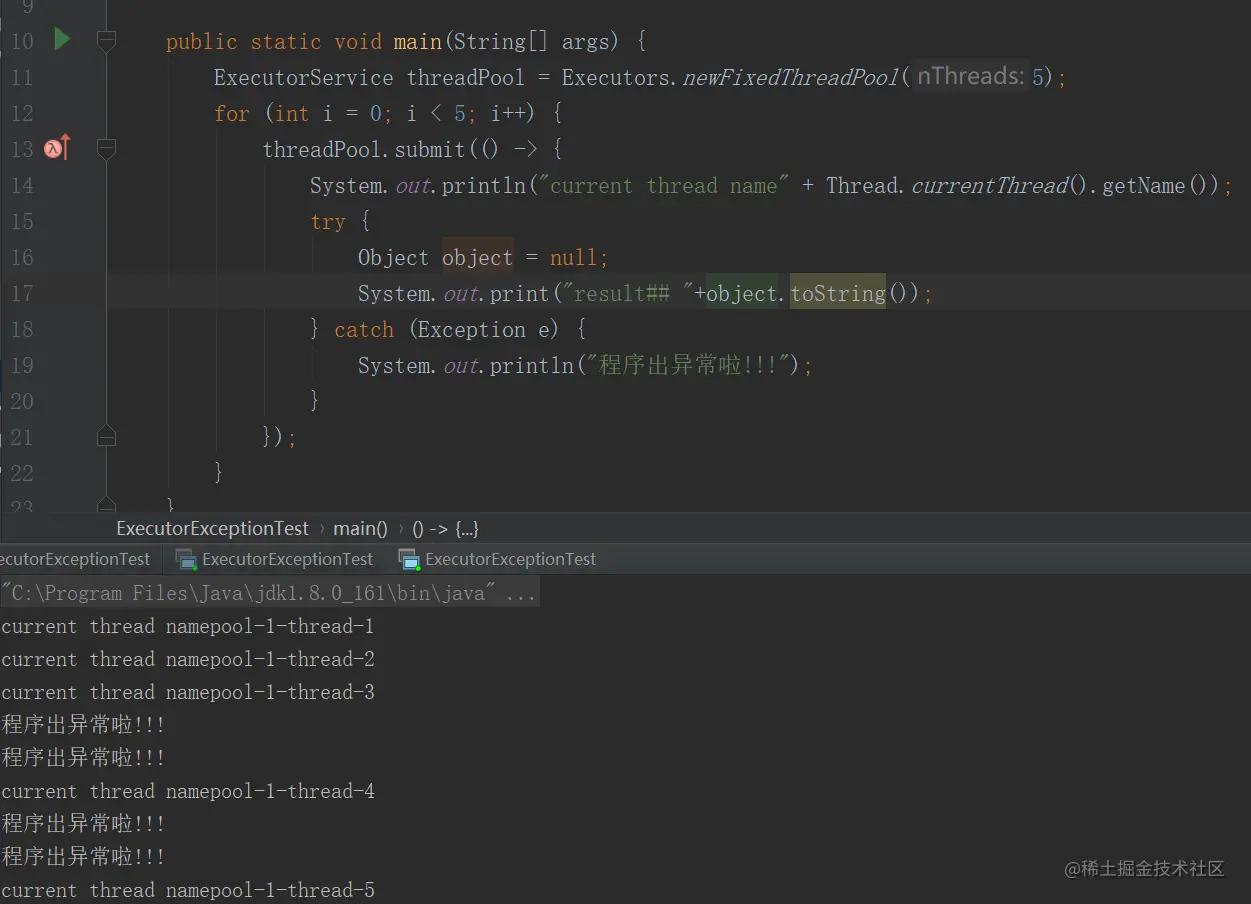 9
10 public static void main(String[] args) {
11 ExecutorService threadPool = Executors.newFixedThreadPool( nThreads: 5);
12 for (int i = 0; i < 5; i++) {
13 threadPool.submit(() -> {
14 System.out.println("current thread name" + Thread.currentThread().getName());
15 try {
16 Object object = null;
17 System.out.print("result## "+object.toString());
18 } catch (Exception e) {
19 System.out.println("程序出异常啦!!!");
20 }
21 });
22 }
23 }
ExecutorExceptionTest › main() › () -> {...}
ecutorExceptionTest ExecutorExceptionTest ExecutorExceptionTest
"C:\Program Files\Java\jdk1.8.0_161\bin\java" ...
current thread namepool-1-thread-1
current thread namepool-1-thread-2
current thread namepool-1-thread-3
程序出异常啦!!!
程序出异常啦!!!
current thread namepool-1-thread-4
程序出异常啦!!!
程序出异常啦!!!
current thread namepool-1-thread-5
@稀土掘金技术社区